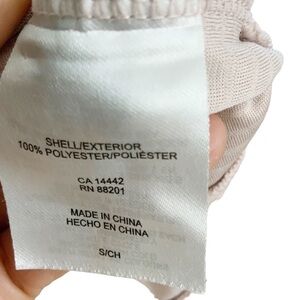 SHELL/EXTERIOR
100% POLYESTER/POLIÉSTER
CA 14442
RN 88201
MADE IN CHINA
HECHO EN CHINA
S/CH